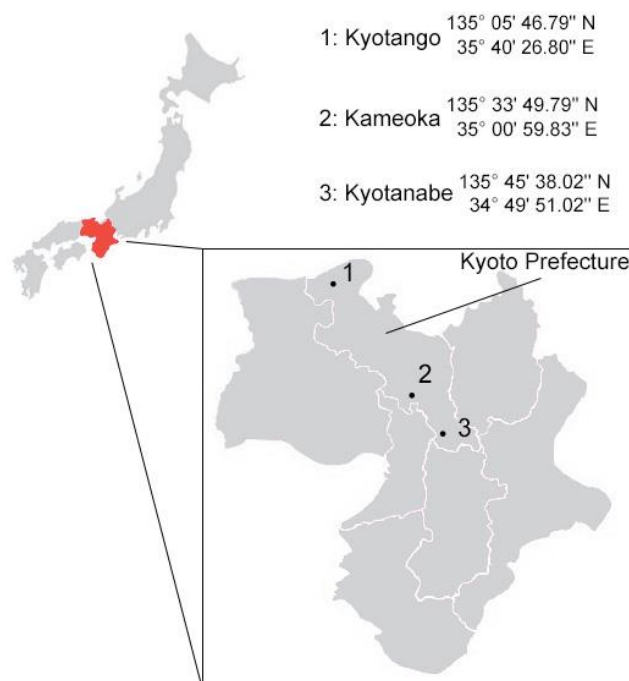 1: Kyotango 135° 05' 46.79" N
35° 40' 26.80" E
2: Kameoka 135° 33' 49.79" N
35° 00' 59.83" E
3: Kyotanabe 135° 45' 38.02" N
34° 49' 51.02" E
Kyoto Prefecture
1
2
3